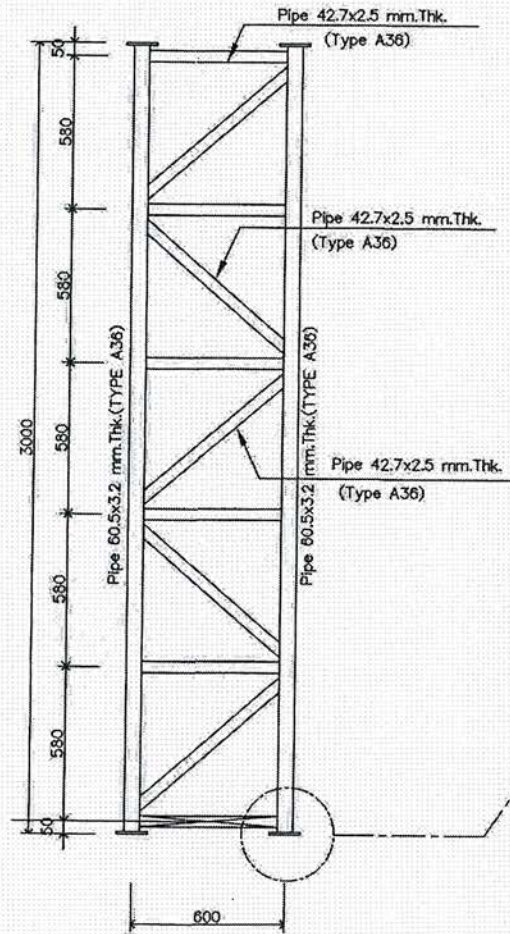 Pipe 42.7x2.5 mm.Thk.
(Type A36)
50
580
580
Pipe 42.7x2.5 mm.Thk.
(Type A36)
3000
580
Pipe 60.5x3.2 mm.Thk.(TYPE A36)
Pipe 60.5x3.2 mm.Thk.(TYPE A36)
Pipe 42.7x2.5 mm.Thk.
(Type A36)
580
580
50
600